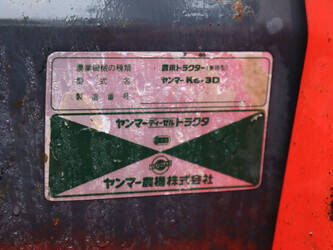 農業機械の種類 農用トラクター(乗用型)
型式名 ヤンマー Ke-3D
製造番号
ヤンマーディーゼルトラクタ
ヤンマー農機株式会社